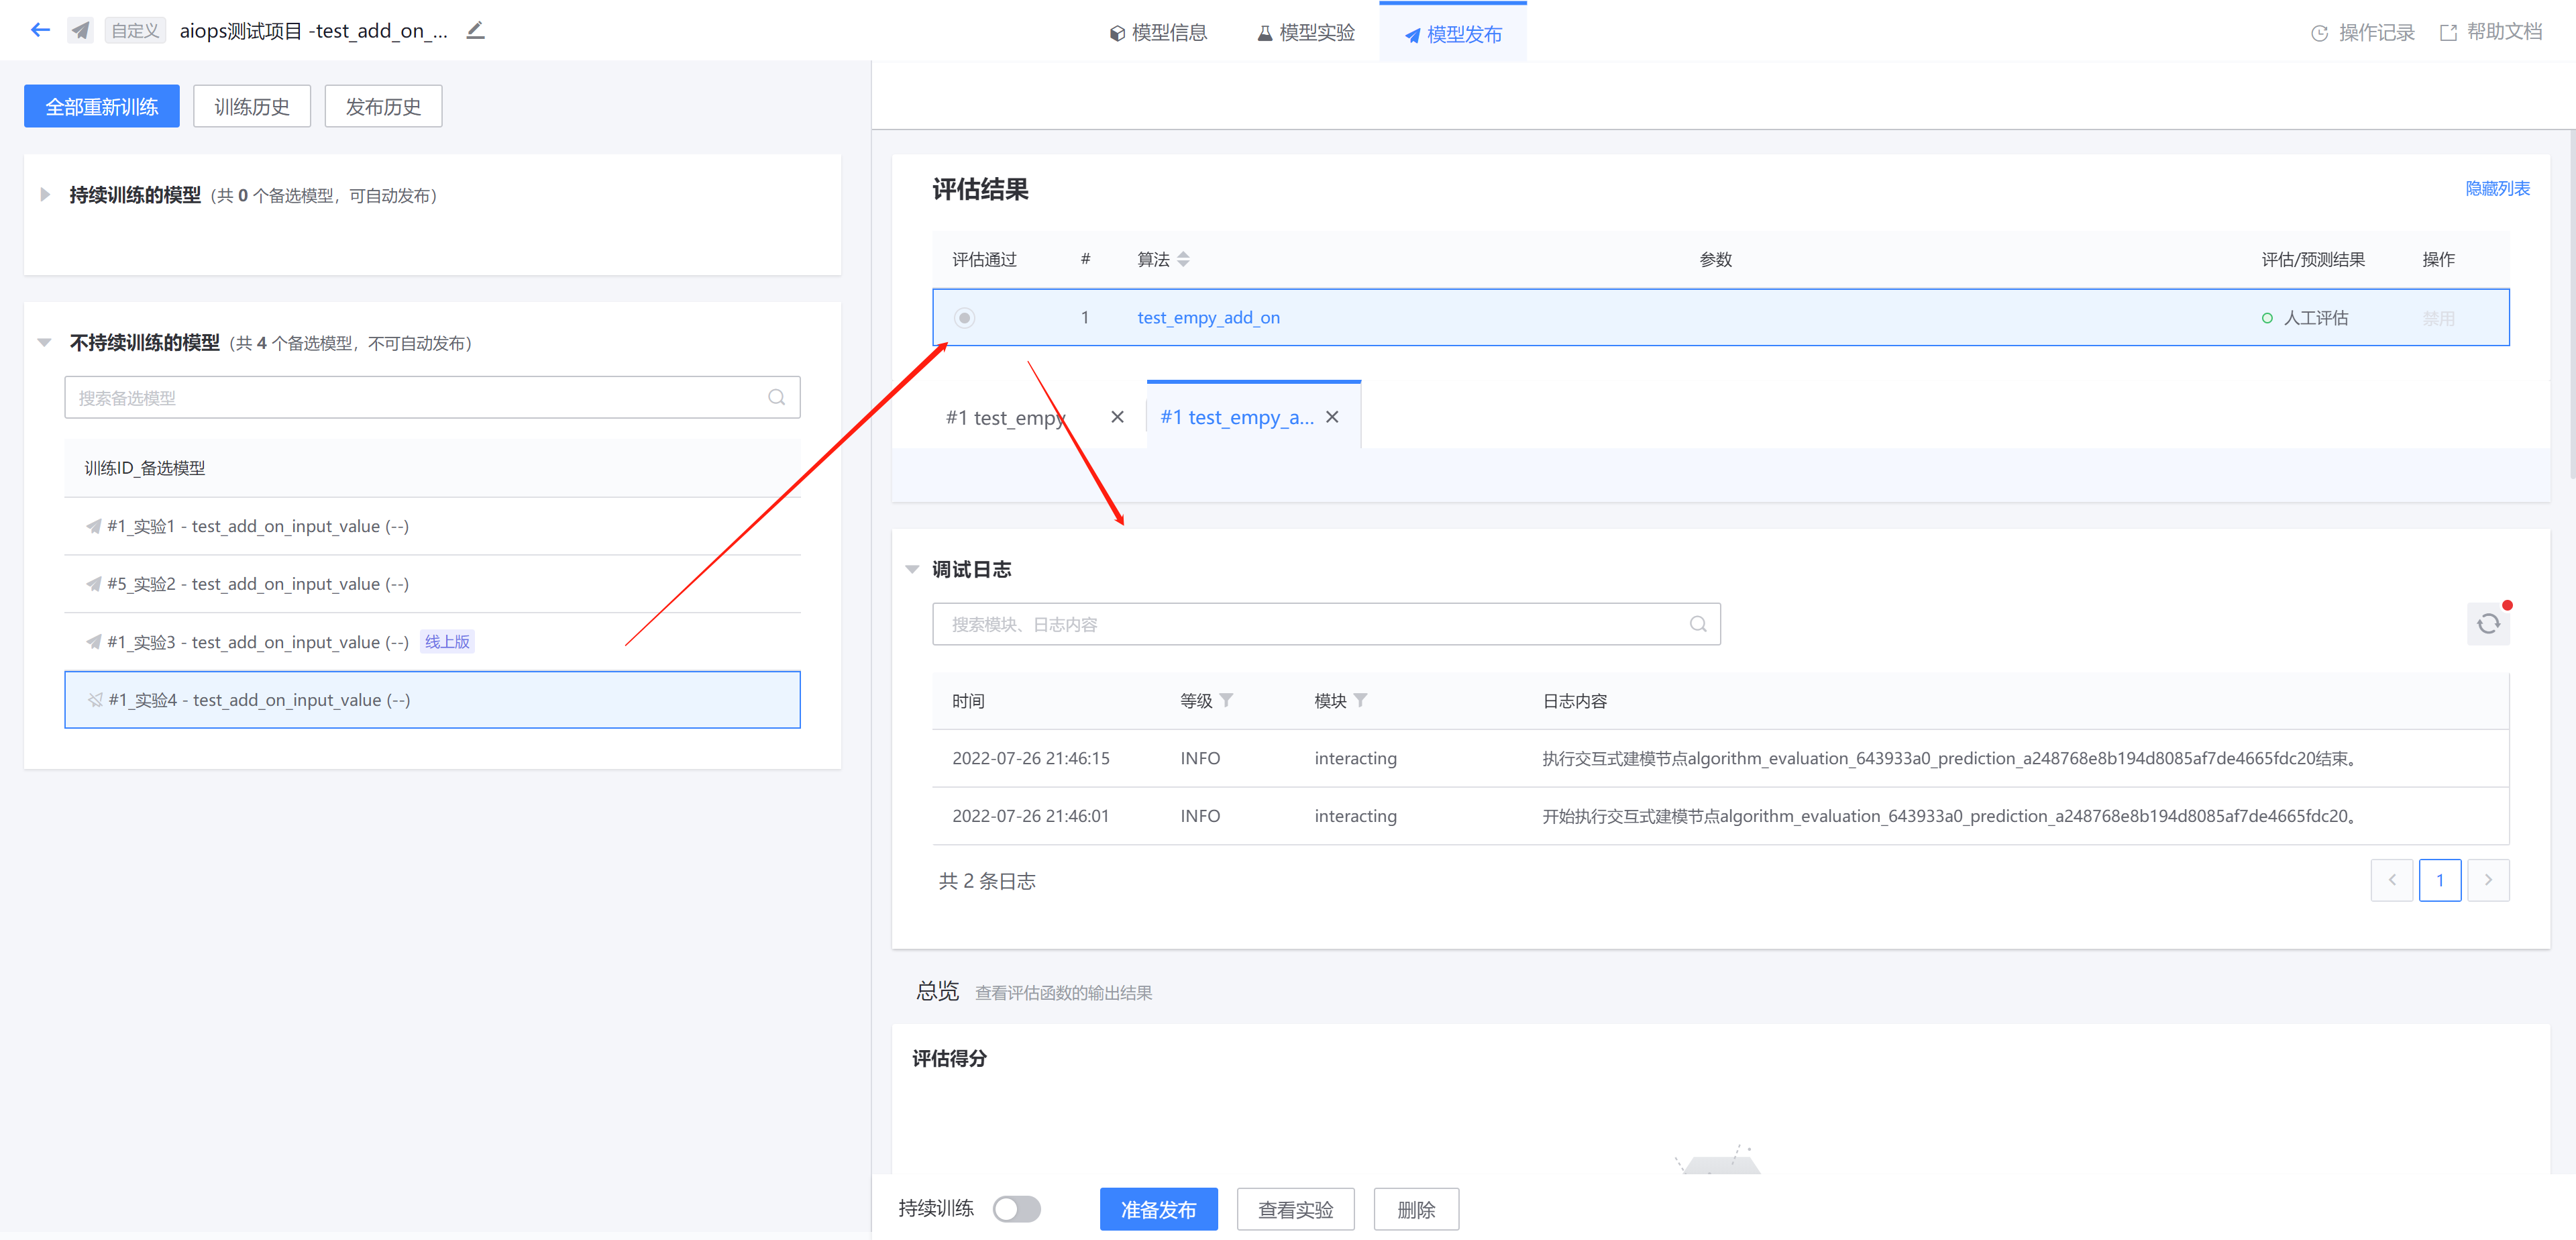 自定义 aiops测试项目 -test_add_on_...
模型信息 模型实验 模型发布
操作记录 帮助文档
全部重新训练 训练历史 发布历史
持续训练的模型 (共 0 个备选模型，可自动发布)
不持续训练的模型 (共 4 个备选模型，不可自动发布)
搜索备选模型
训练ID_备选模型
#1_实验1 - test_add_on_input_value (--)
#5_实验2 - test_add_on_input_value (--)
#1_实验3 - test_add_on_input_value (--) 线上版
#1_实验4 - test_add_on_input_value (--)
评估结果 隐藏列表
评估通过 # 算法 参数 评估/预测结果 操作
1 test_empy_add_on 人工评估 禁用
#1 test_empy #1 test_empy_a...
调试日志
搜索模块、日志内容
时间 等级 模块 日志内容
2022-07-26 21:46:15 INFO interacting 执行交互式建模节点algorithm_evaluation_643933a0_prediction_a248768e8b194d8085af7de4665fdc20结束。
2022-07-26 21:46:01 INFO interacting 开始执行交互式建模节点algorithm_evaluation_643933a0_prediction_a248768e8b194d8085af7de4665fdc20。
共 2 条日志 1
总览 查看评估函数的输出结果
评估得分
持续训练 准备发布 查看实验 删除